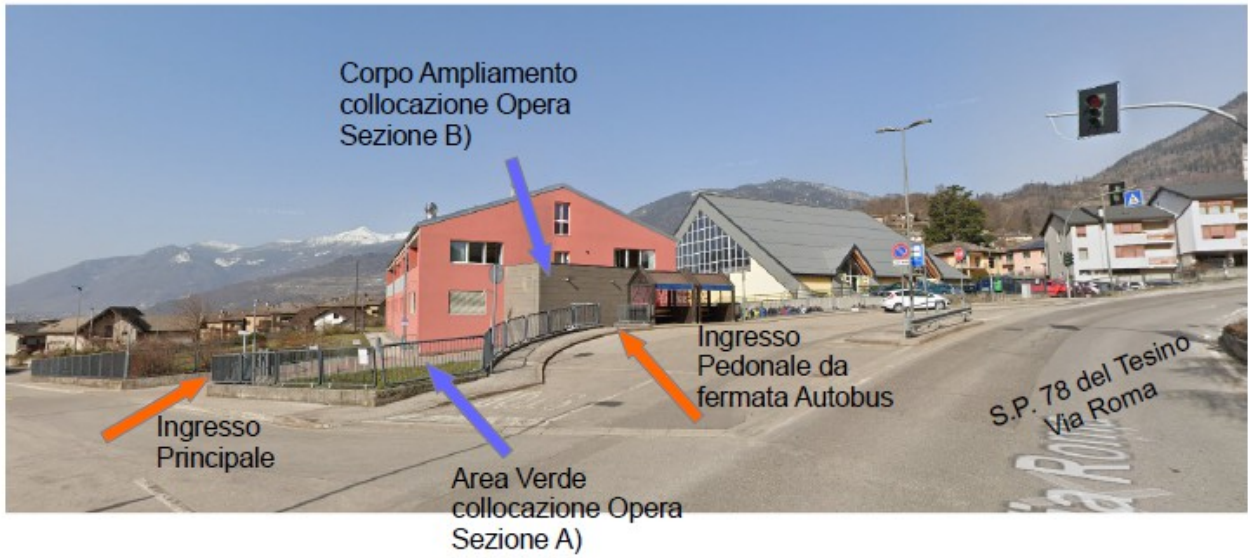 Corpo Ampliamento
collocazione Opera
Sezione B)
Ingresso
Pedonale da
fermata Autobus
S.P. 78 del Tesino
Via Roma
Ingresso
Principale
Area Verde
collocazione Opera
Sezione A)